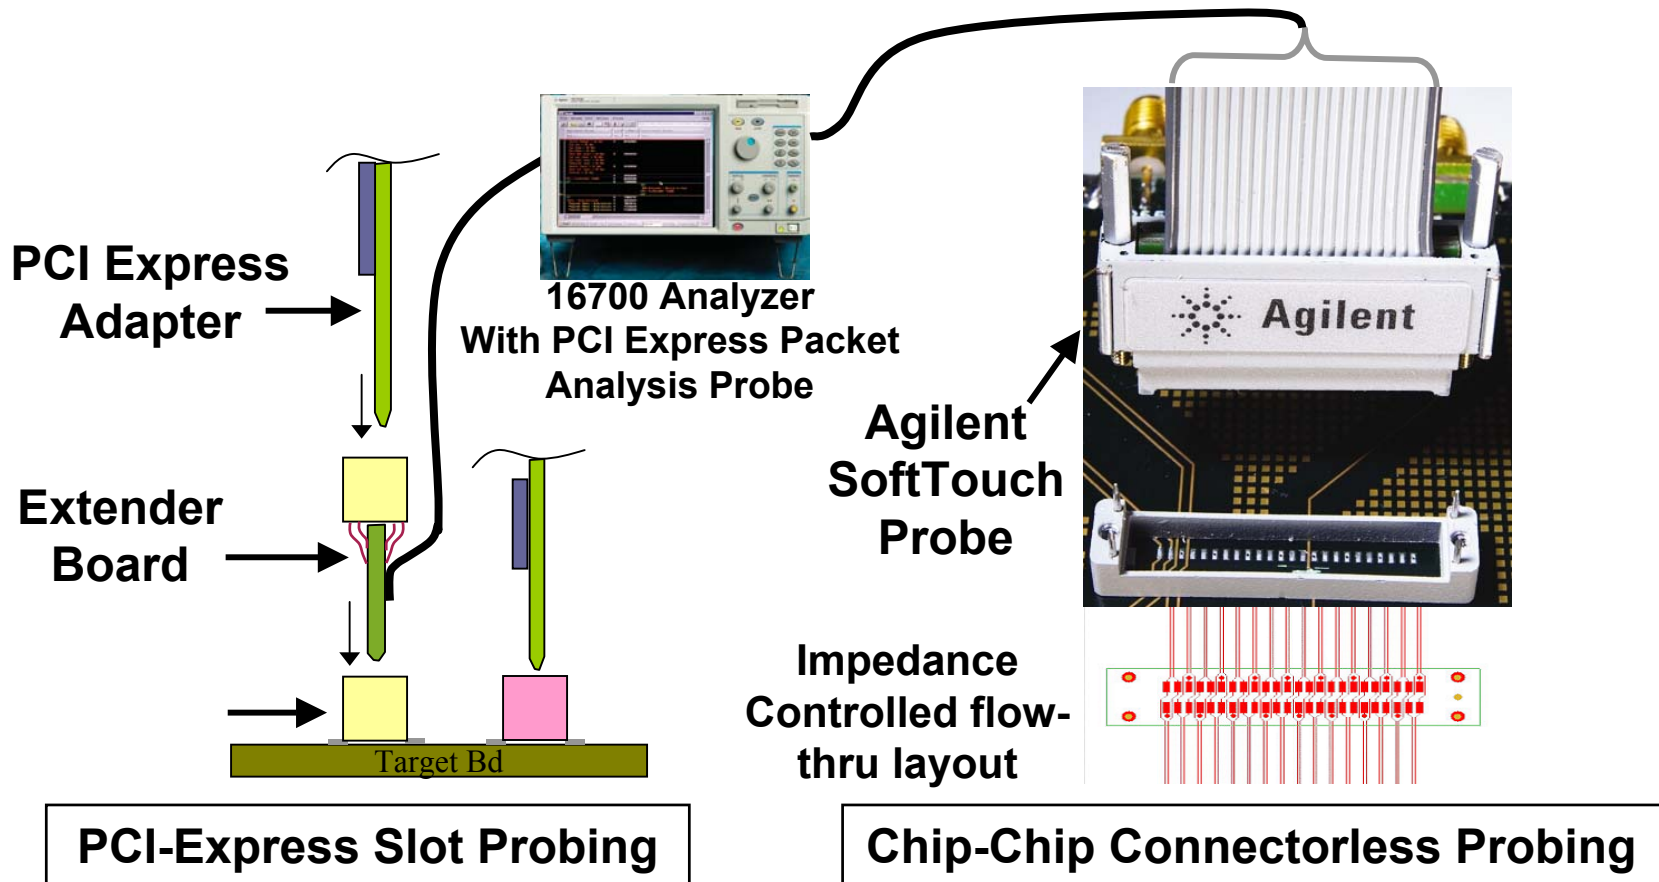 PCI Express
Adapter
Extender
Board
Target Bd
PCI-Express Slot Probing
16700 Analyzer
With PCI Express Packet
Analysis Probe
Agilent
Agilent
SoftTouch
Probe
Impedance
Controlled flow-
thru layout
Chip-Chip Connectorless Probing